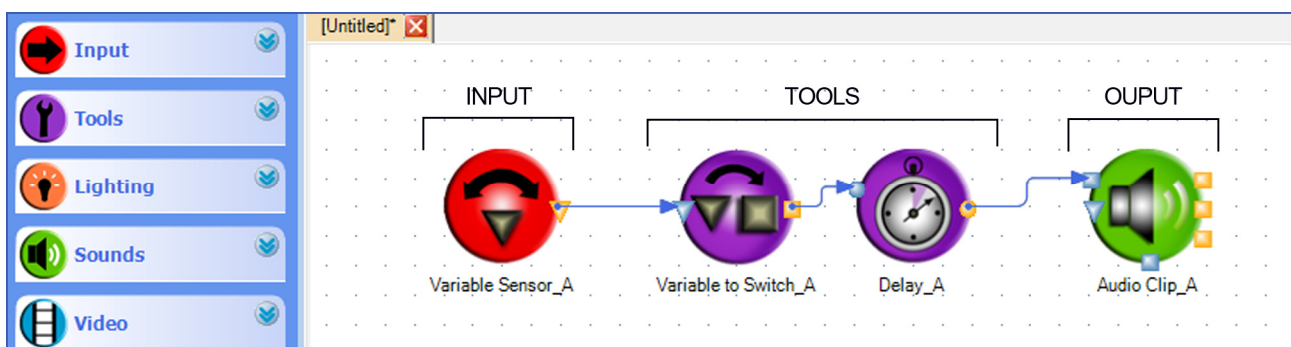 [Untitled]*
Input
Tools
Lighting
Sounds
Video
INPUT
TOOLS
OUPUT
Variable Sensor_A
Variable to Switch_A
Delay_A
Audio Clip_A